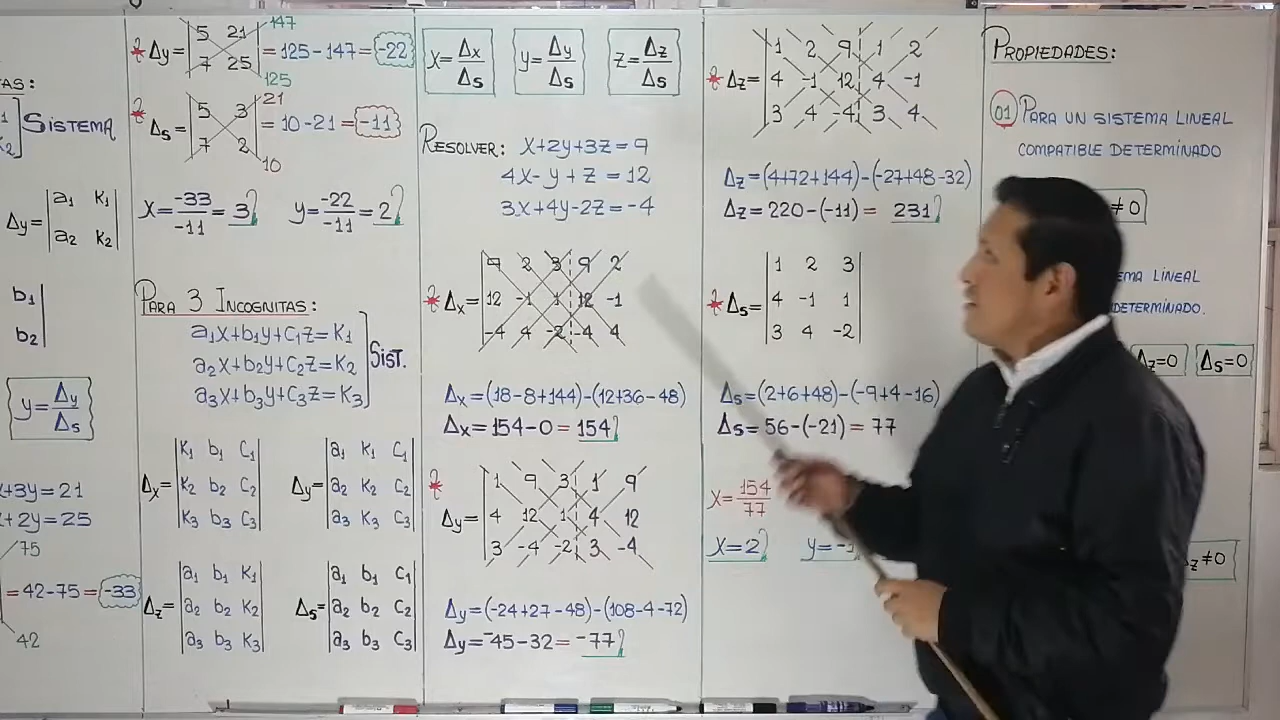 TAS:
SISTEMA
Δy= | a1 K1 |
| a2 K2 |
b1
b2
y= Δy/Δs
x+3y=21
x+2y=25
75
=42-75=-33
42
* Δy= | 5 21 | 147
| 7 25 | =125-147=-22
125
* Δs= | 5 3 | 21
| 7 2 | =10-21=-11
10
X= -33/-11 = 3 y= -22/-11 = 2
PARA 3 INCOGNITAS:
a1x+b1y+c1z=K1
a2x+b2y+c2z=K2
a3x+b3y+c3z=K3
SIST.
Δx= | K1 b1 C1 | Δy= | a1 K1 C1 |
| K2 b2 C2 | | a2 K2 C2 |
| K3 b3 C3 | | a3 K3 C3 |
Δz= | a1 b1 K1 | Δs= | a1 b1 C1 |
| a2 b2 K2 | | a2 b2 C2 |
| a3 b3 K3 | | a3 b3 C3 |
X= Δx/Δs y= Δy/Δs z= Δz/Δs
RESOLVER: x+2y+3z=9
4x-y+z=12
3x+4y-2z=-4
* Δx= | 9 2 3 9 2
| 12 -1 1 12 -1
| -4 4 -2 -4 4
Δx=(18-8+144)-(12+36-48)
Δx=154-0=154
* Δy= | 1 9 3 1 9
| 4 12 1 4 12
| 3 -4 -2 3 -4
Δy=(-24+27-48)-(108-4-72)
Δy=-45-32=-77
* Δz= | 1 2 9 1 2
| 4 -1 12 4 -1
| 3 4 -4 3 4
Δz=(4+72+144)-(-27+48-32)
Δz=220-(-11)= 231
* Δs= | 1 2 3 |
| 4 -1 1 |
| 3 4 -2 |
Δs=(2+6+48)-(-9+4-16)
Δs=56-(-21)= 77
X= 154/77
X=2 y=-1
PROPIEDADES:
01 PARA UN SISTEMA LINEAL
COMPATIBLE DETERMINADO
≠0
EMA LINEAL
DETERMINADO.
Δz=0 Δs=0
z≠0